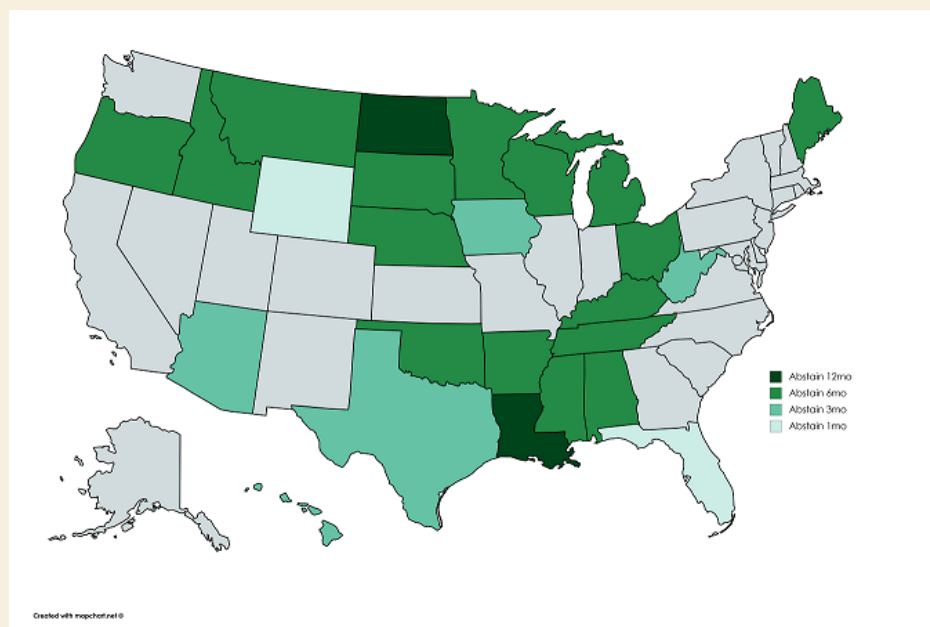 Abstain 12mo
Abstain 6mo
Abstain 3mo
Abstain 1mo
Created with mapchart.net ©